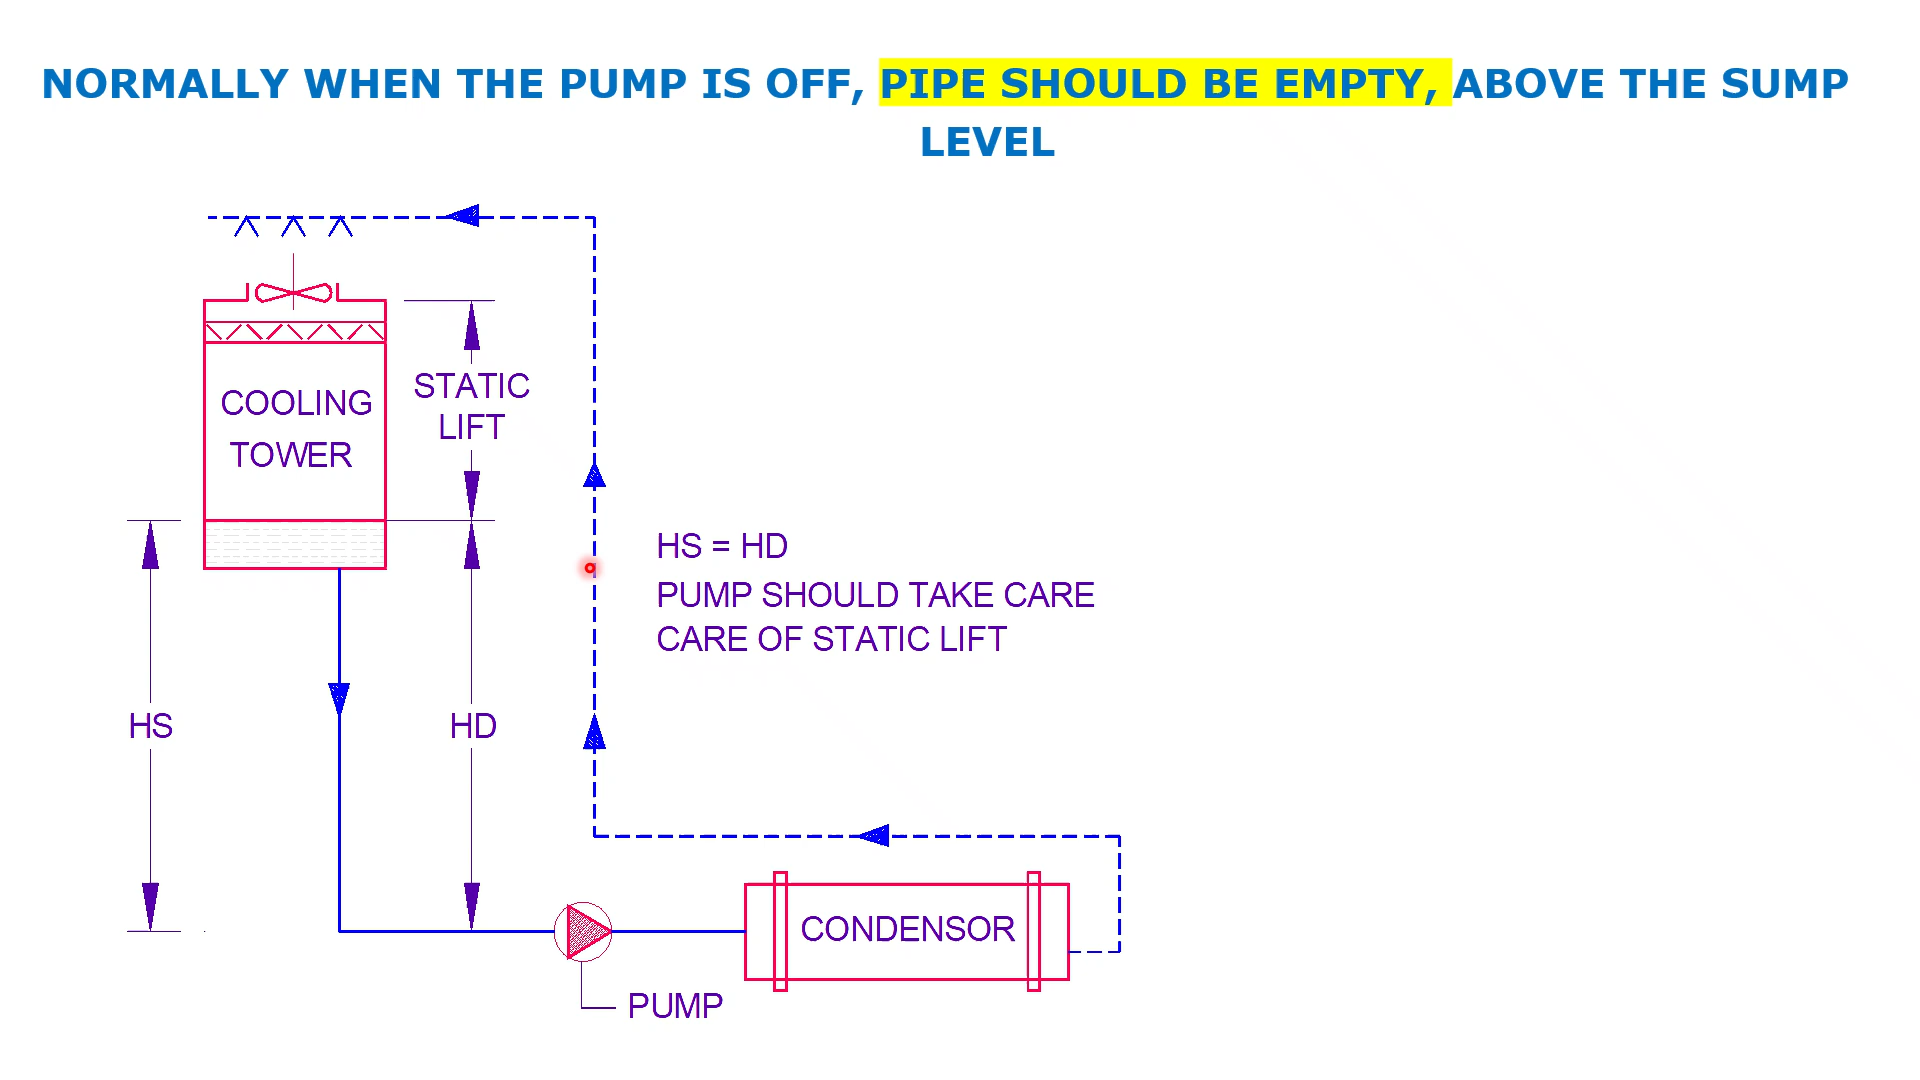 NORMALLY WHEN THE PUMP IS OFF, PIPE SHOULD BE EMPTY, ABOVE THE SUMP
LEVEL
COOLING
TOWER
STATIC
LIFT
HS = HD
PUMP SHOULD TAKE CARE
CARE OF STATIC LIFT
HS
HD
CONDENSOR
PUMP